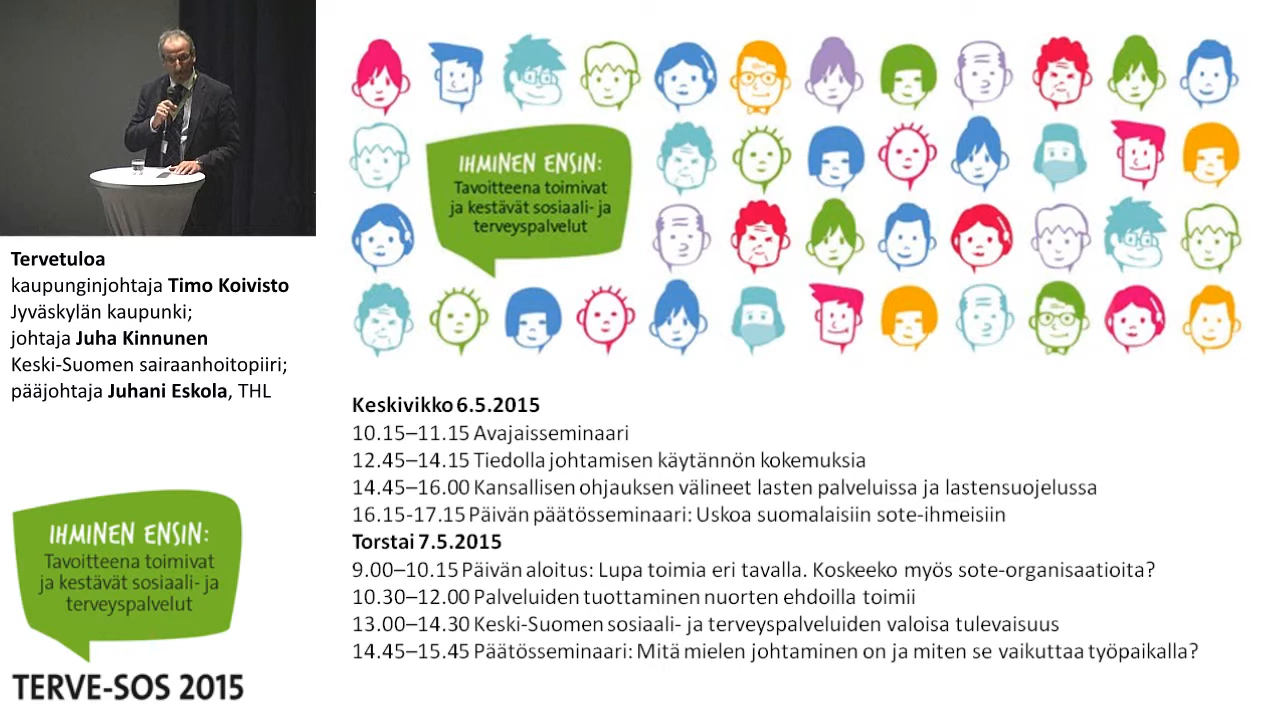 Tervetuloa
kaupunginjohtaja Timo Koivisto
Jyväskylän kaupunki;
johtaja Juha Kinnunen
Keski-Suomen sairaanhoitopiiri;
pääjohtaja Juhani Eskola, THL
IHMINEN ENSIN:
Tavoitteena toimivat
ja kestävät sosiaali- ja
terveyspalvelut
TERVE-SOS 2015
IHMINEN ENSIN:
Tavoitteena toimivat
ja kestävät sosiaali- ja
terveyspalvelut
Keskivikko 6.5.2015
10.15–11.15 Avajaisseminaari
12.45–14.15 Tiedolla johtamisen käytännön kokemuksia
14.45–16.00 Kansallisen ohjauksen välineet lasten palveluissa ja lastensuojelussa
16.15-17.15 Päivän päätösseminaari: Uskoa suomalaisiin sote-ihmeisiin
Torstai 7.5.2015
9.00–10.15 Päivän aloitus: Lupa toimia eri tavalla. Koskeeko myös sote-organisaatioita?
10.30–12.00 Palveluiden tuottaminen nuorten ehdoilla toimii
13.00–14.30 Keski-Suomen sosiaali- ja terveyspalveluiden valoisa tulevaisuus
14.45–15.45 Päätösseminaari: Mitä mielen johtaminen on ja miten se vaikuttaa työpaikalla?